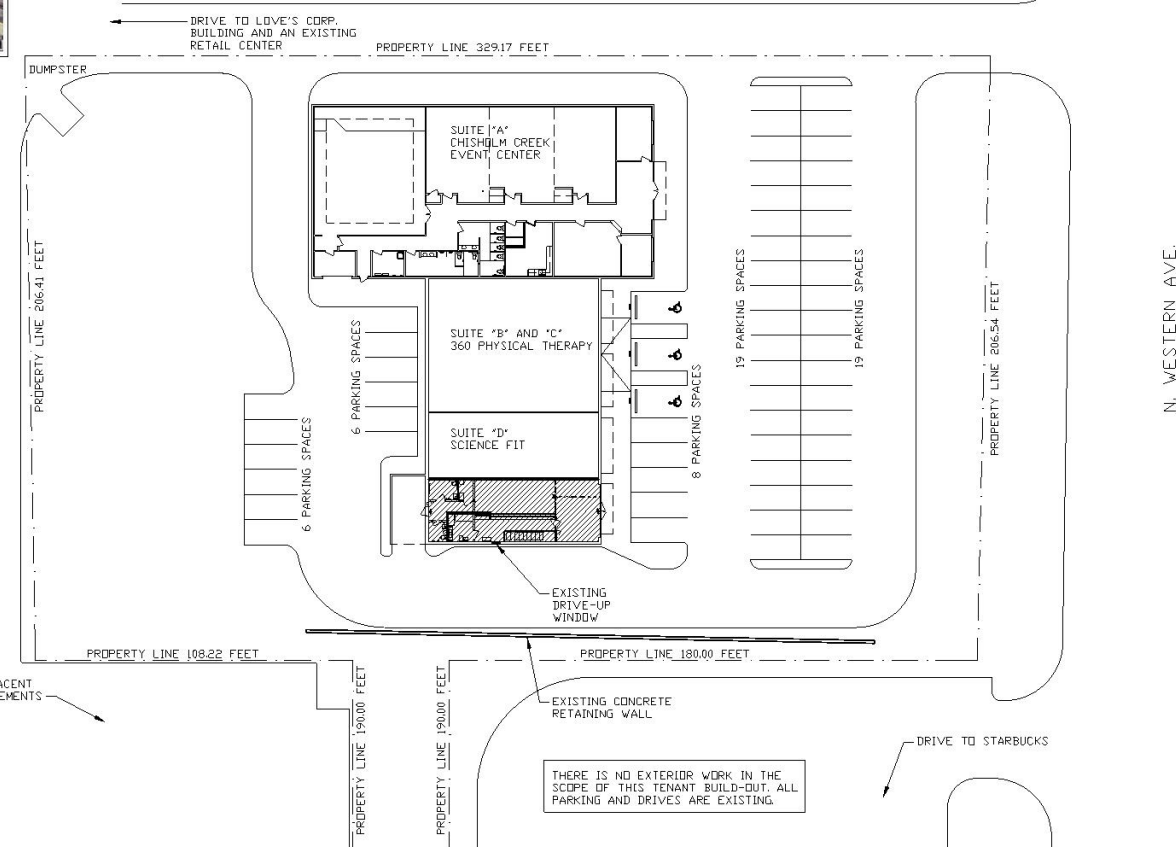 DRIVE TO LOVE'S CORP.
BUILDING AND AN EXISTING
RETAIL CENTER
PROPERTY LINE 329.17 FEET
DUMPSTER
SUITE "A"
CHISHOLM CREEK
EVENT CENTER
PROPERTY LINE 206.41 FEET
19 PARKING SPACES
19 PARKING SPACES
PROPERTY LINE 206.54 FEET
N. WESTERN AVE.
6 PARKING SPACES
SUITE "B" AND "C"
360 PHYSICAL THERAPY
8 PARKING SPACES
SUITE "D"
SCIENCE FIT
6 PARKING SPACES
EXISTING
DRIVE-UP
WINDOW
PROPERTY LINE 108.22 FEET
PROPERTY LINE 180.00 FEET
ACENT
EMENTS
PROPERTY LINE 190.00 FEET
PROPERTY LINE 190.00 FEET
EXISTING CONCRETE
RETAINING WALL
DRIVE TO STARBUCKS
THERE IS NO EXTERIOR WORK IN THE
SCOPE OF THIS TENANT BUILD-OUT. ALL
PARKING AND DRIVES ARE EXISTING.